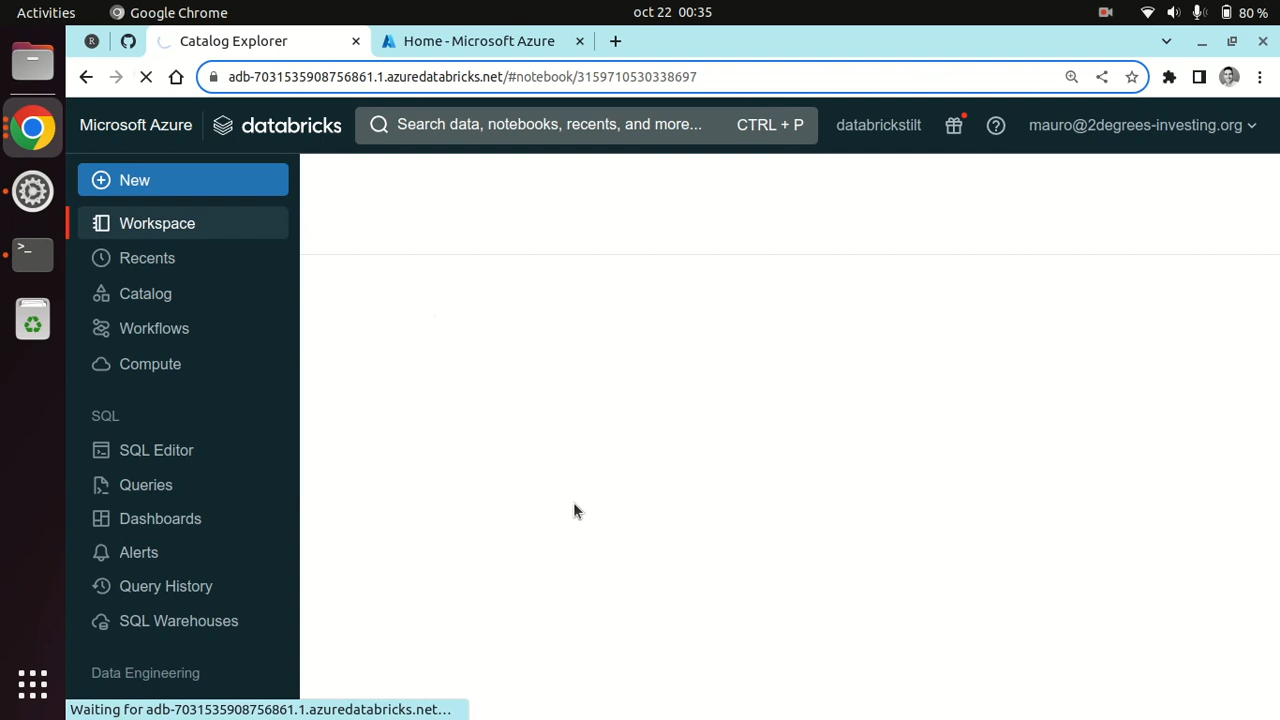 Activities
Google Chrome
oct 22 00:35
80 %
R
Catalog Explorer
Home - Microsoft Azure
adb-7031535908756861.1.azuredatabricks.net/#notebook/3159710530338697
Microsoft Azure
databricks
Search data, notebooks, recents, and more...
CTRL + P
databrickstilt
mauro@2degrees-investing.org
New
Workspace
Recents
Catalog
Workflows
Compute
SQL
SQL Editor
Queries
Dashboards
Alerts
Query History
SQL Warehouses
Data Engineering
Waiting for adb-7031535908756861.1.azuredatabricks.net...